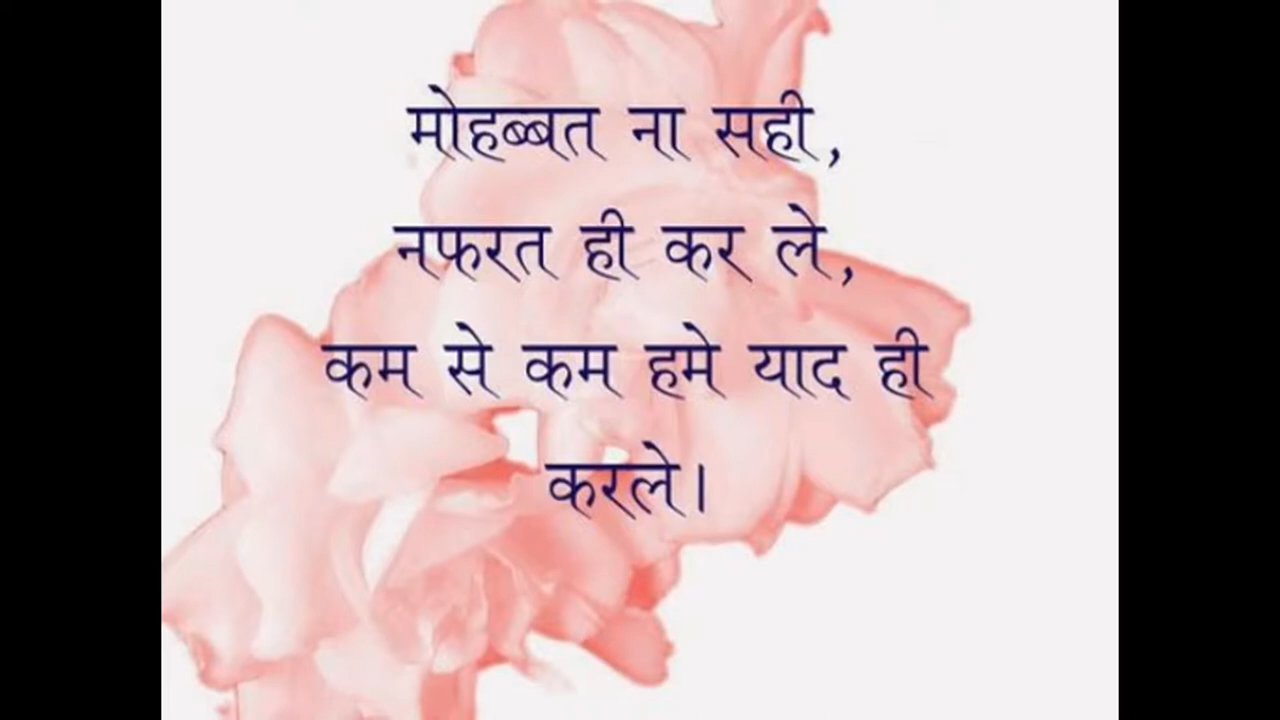 मोहब्बत ना सही,
नफरत ही कर ले,
कम से कम हमे याद ही
करले।